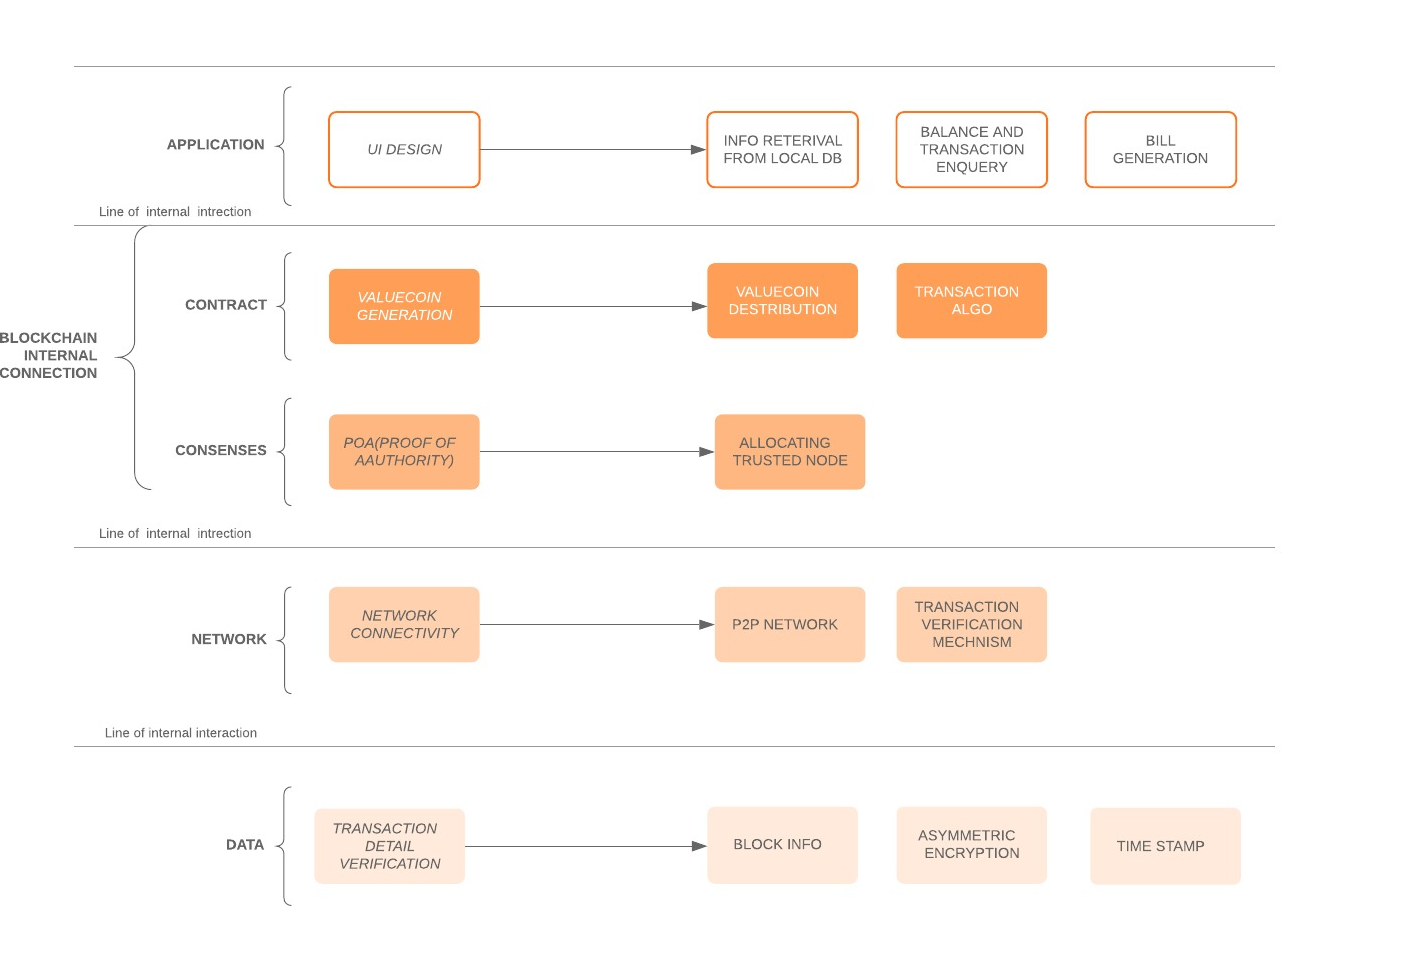 APPLICATION
UI DESIGN
INFO RETERIVAL
FROM LOCAL DB
BALANCE AND
TRANSACTION
ENQUERY
BILL
GENERATION
Line of internal intrection
BLOCKCHAIN
INTERNAL
CONNECTION
CONTRACT
VALUECOIN
GENERATION
VALUECOIN
DESTRIBUTION
TRANSACTION
ALGO
CONSENSES
POA(PROOF OF
AAUTHORITY)
ALLOCATING
TRUSTED NODE
Line of internal intrection
NETWORK
NETWORK
CONNECTIVITY
P2P NETWORK
TRANSACTION
VERIFICATION
MECHNISM
Line of internal interaction
DATA
TRANSACTION
DETAIL
VERIFICATION
BLOCK INFO
ASYMMETRIC
ENCRYPTION
TIME STAMP